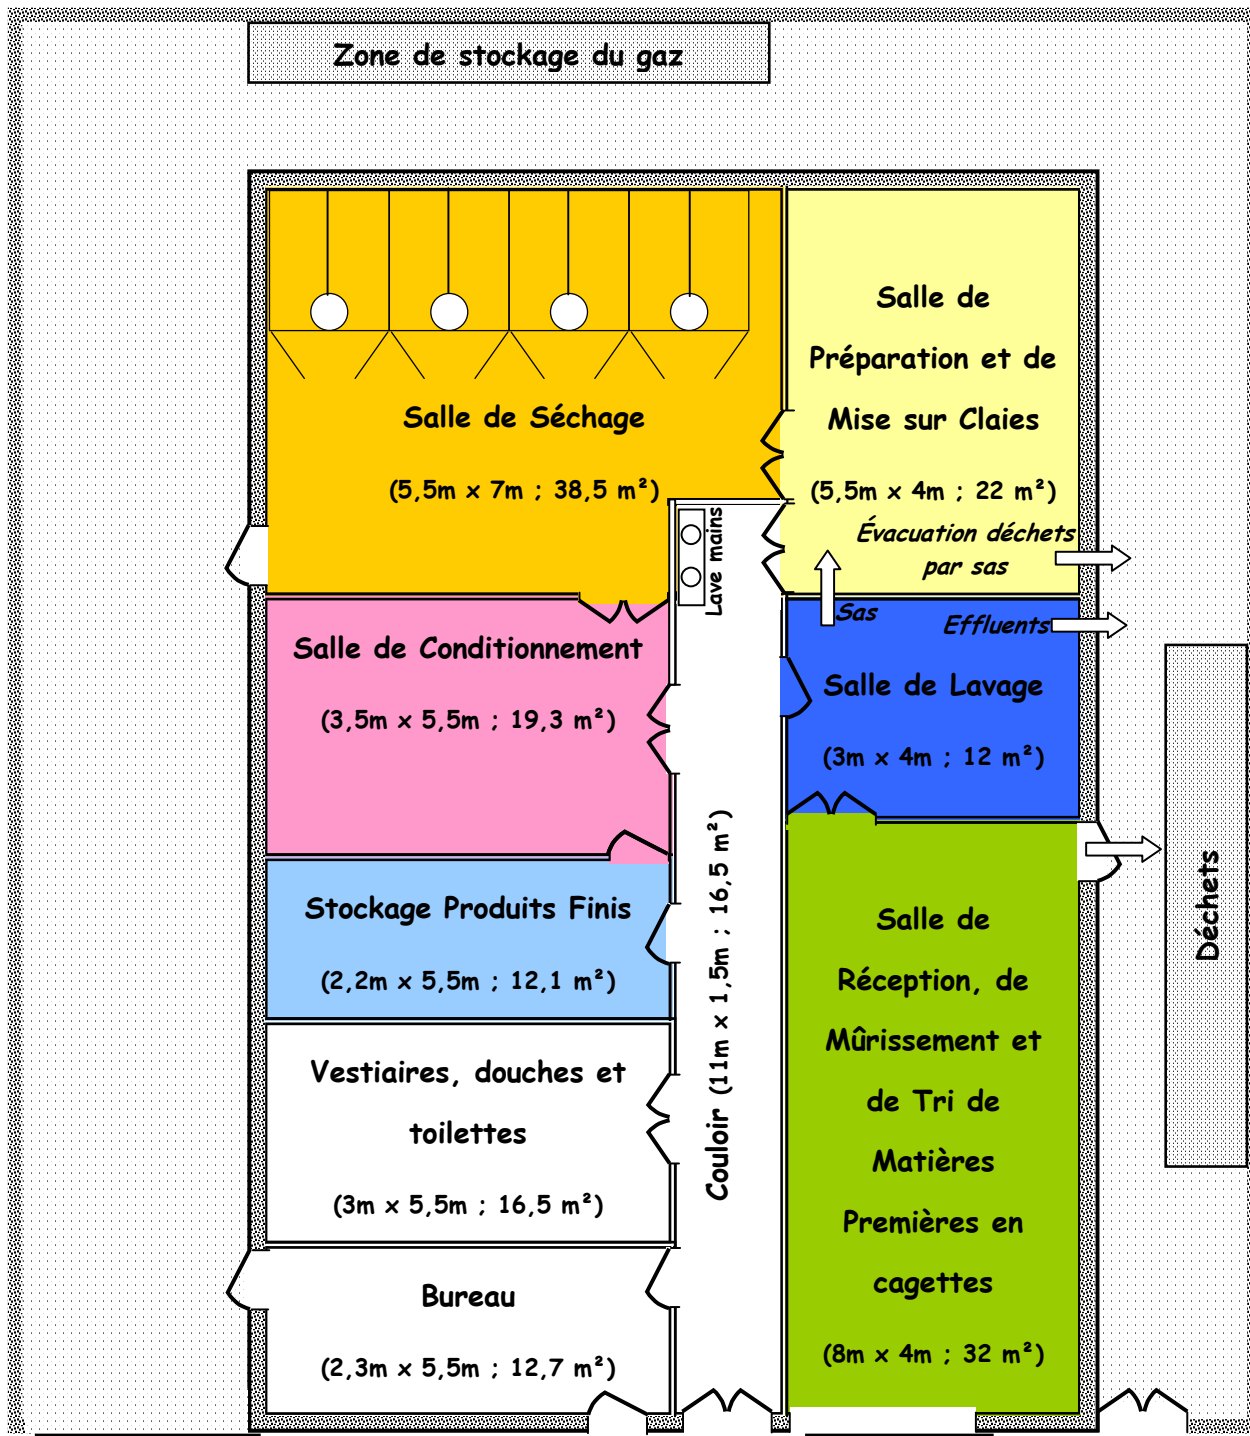 Zone de stockage du gaz
Salle de Séchage
(5,5m x 7m ; 38,5 m²)
Salle de
Préparation et de
Mise sur Claies
(5,5m x 4m ; 22 m²)
Évacuation déchets
par sas
Lave mains
Sas
Effluents
Salle de Conditionnement
(3,5m x 5,5m ; 19,3 m²)
Salle de Lavage
(3m x 4m ; 12 m²)
Stockage Produits Finis
(2,2m x 5,5m ; 12,1 m²)
Couloir (11m x 1,5m ; 16,5 m²)
Déchets
Salle de
Réception, de
Mûrissement et
de Tri de
Matières
Premières en
cagettes
(8m x 4m ; 32 m²)
Vestiaires, douches et
toilettes
(3m x 5,5m ; 16,5 m²)
Bureau
(2,3m x 5,5m ; 12,7 m²)